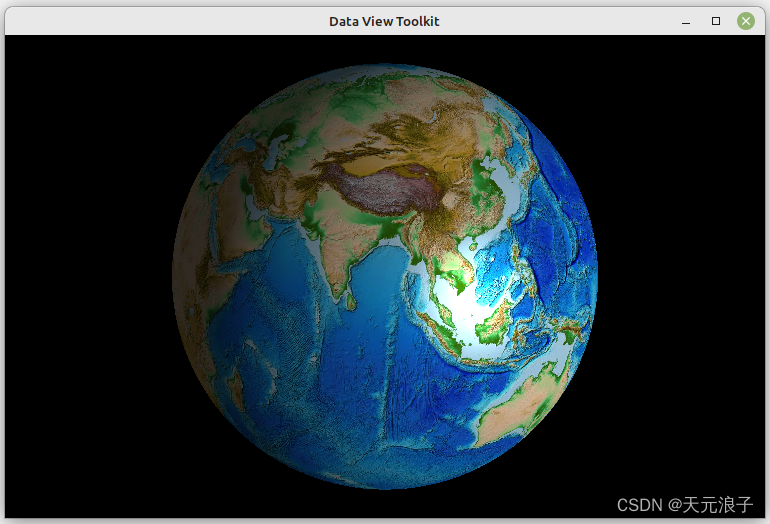 Data View Toolkit
CSDN @天元浪子